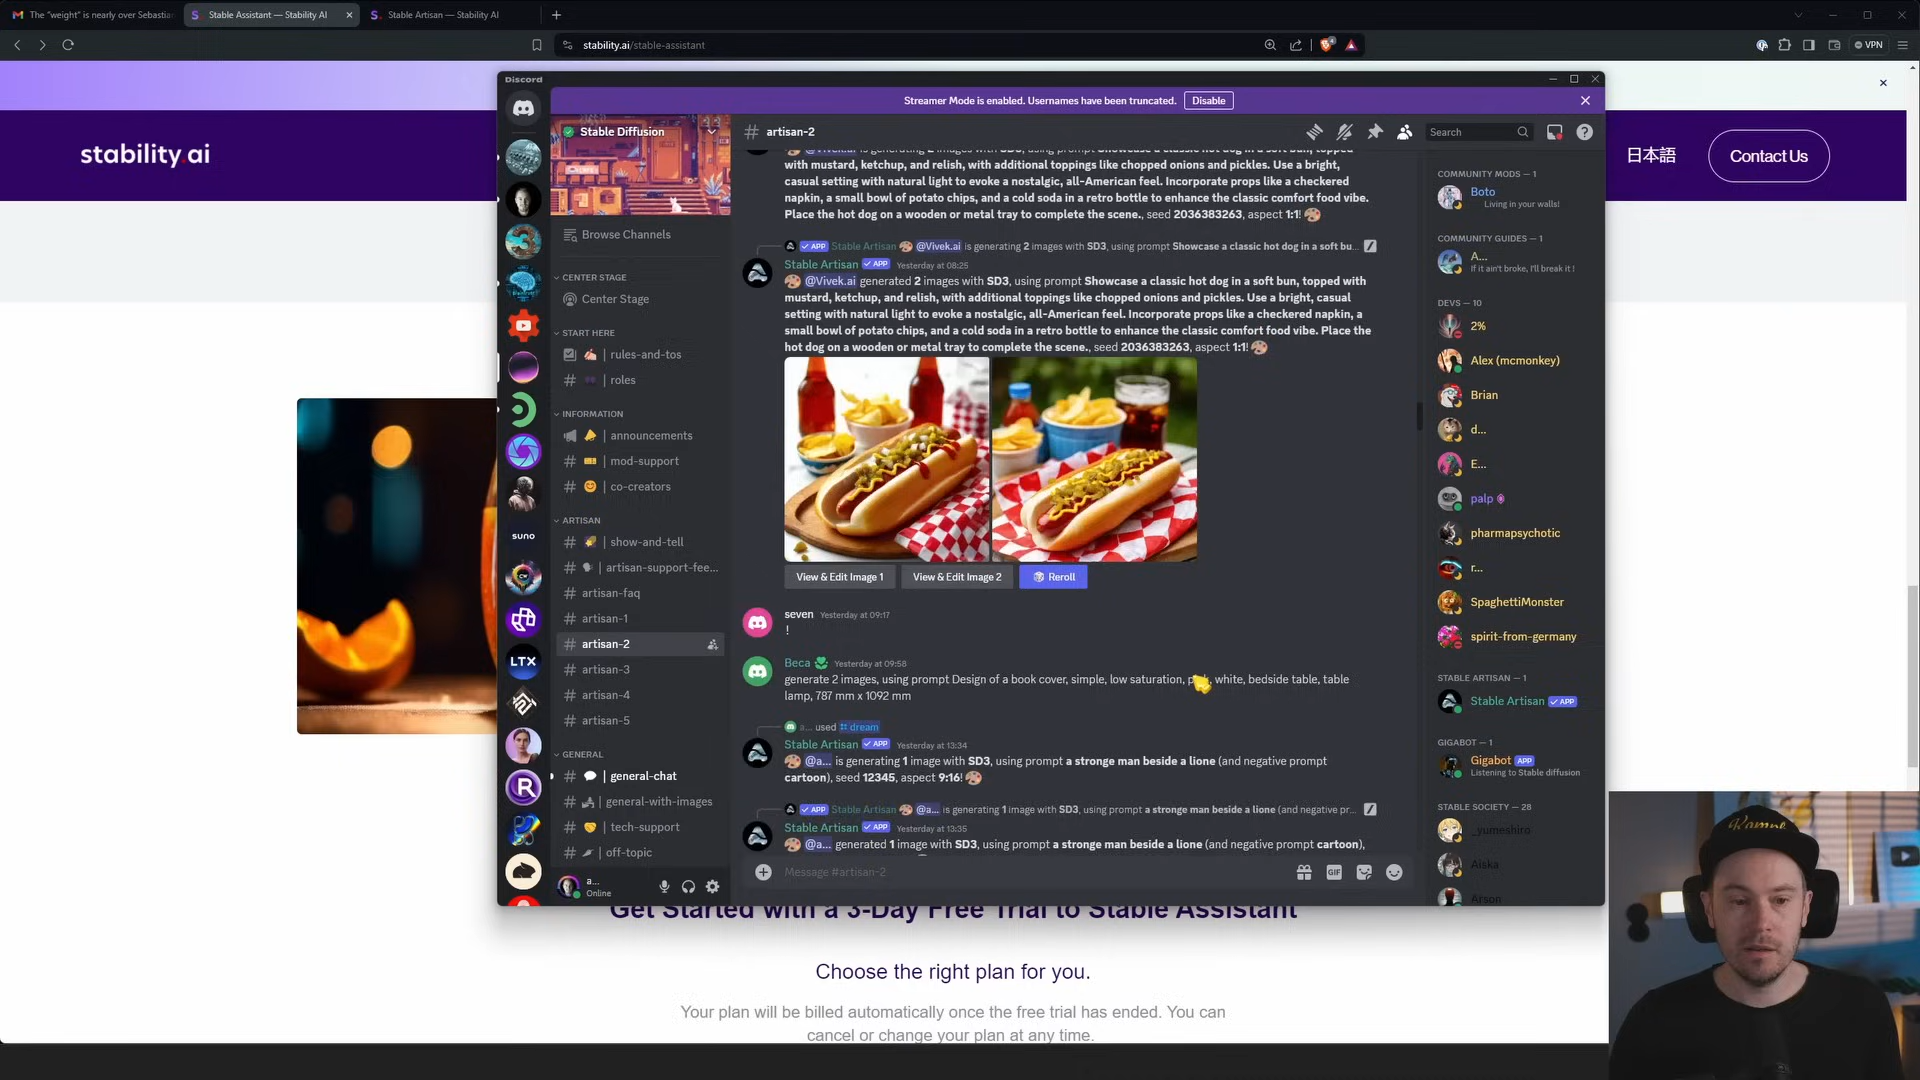 The "weight" is nearly over Sebastia
Stable Assistant — Stability AI
Stable Artisan — Stability AI
stability.ai/stable-assistant
VPN
stability.ai
日本語
Contact Us
Discord
Streamer Mode is enabled. Usernames have been truncated.
Disable
Stable Diffusion
Browse Channels
CENTER STAGE
Center Stage
START HERE
rules-and-tos
roles
INFORMATION
announcements
mod-support
co-creators
ARTISAN
show-and-tell
artisan-support-fee...
artisan-faq
artisan-1
artisan-2
artisan-3
artisan-4
artisan-5
GENERAL
general-chat
general-with-images
tech-support
off-topic
suno
LTX
a...
Online
artisan-2
Search
with mustard, ketchup, and relish, with additional toppings like chopped onions and pickles. Use a bright,
casual setting with natural light to evoke a nostalgic, all-American feel. Incorporate props like a checkered
napkin, a small bowl of potato chips, and a cold soda in a retro bottle to enhance the classic comfort food vibe.
Place the hot dog on a wooden or metal tray to complete the scene., seed 2036383263, aspect 1:1!
APP Stable Artisan @Vivek.ai is generating 2 images with SD3, using prompt Showcase a classic hot dog in a soft bu...
Stable Artisan APP Yesterday at 08:25
@Vivek.ai generated 2 images with SD3, using prompt Showcase a classic hot dog in a soft bun, topped with
mustard, ketchup, and relish, with additional toppings like chopped onions and pickles. Use a bright, casual
setting with natural light to evoke a nostalgic, all-American feel. Incorporate props like a checkered napkin, a
small bowl of potato chips, and a cold soda in a retro bottle to enhance the classic comfort food vibe. Place the
hot dog on a wooden or metal tray to complete the scene., seed 2036383263, aspect 1:1!
View & Edit Image 1
View & Edit Image 2
Reroll
seven Yesterday at 09:17
!
Beca Yesterday at 09:58
generate 2 images, using prompt Design of a book cover, simple, low saturation, white, bedside table, table
lamp, 787 mm x 1092 mm
a... used dream
Stable Artisan APP Yesterday at 13:34
@a... is generating 1 image with SD3, using prompt a stronge man beside a lione (and negative prompt
cartoon), seed 12345, aspect 9:16!
APP Stable Artisan @a... is generating 1 image with SD3, using prompt a stronge man beside a lione (and negative pr...
Stable Artisan APP Yesterday at 13:35
@a... generated 1 image with SD3, using prompt a stronge man beside a lione (and negative prompt cartoon),
Message #artisan-2
GIF
COMMUNITY MODS — 1
Boto
Living in your walls!
COMMUNITY GUIDES — 1
A...
If it ain't broke, I'll break it !
DEVS — 10
2%
Alex (mcmonkey)
Brian
d...
E...
palp
pharmapsychotic
r...
SpaghettiMonster
spirit-from-germany
STABLE ARTISAN — 1
Stable Artisan APP
GIGABOT — 1
Gigabot APP
Listening to Stable diffusion
STABLE SOCIETY — 28
_yumeshiro
Aiska
Arson
Get Started with a 3-Day Free Trial to Stable Assistant
Choose the right plan for you.
Your plan will be billed automatically once the free trial has ended. You can
cancel or change your plan at any time.